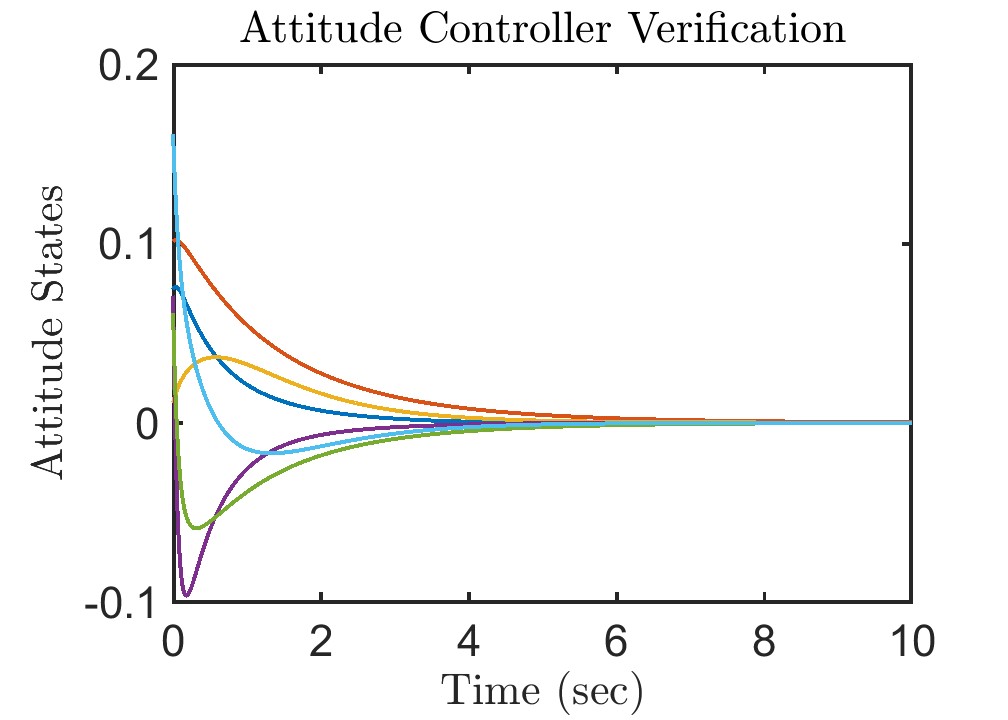 Attitude Controller Verification
Attitude States
0.2
0.1
0
-0.1
0 2 4 6 8 10
Time (sec)